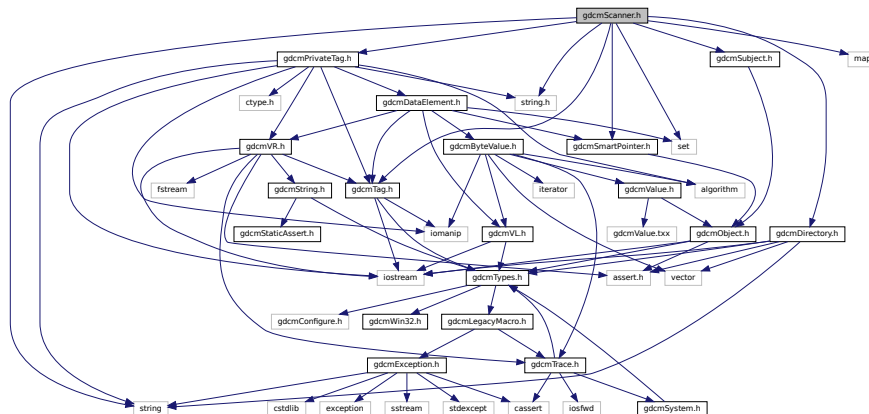 gdcmScanner.h
gdcmPrivateTag.h
gdcmSubject.h
map
ctype.h
gdcmDataElement.h
string.h
gdcmVR.h
gdcmByteValue.h
gdcmSmartPointer.h
set
fstream
gdcmString.h
gdcmTag.h
iterator
gdcmValue.h
algorithm
gdcmStaticAssert.h
iomanip
gdcmVL.h
gdcmValue.txx
gdcmObject.h
gdcmDirectory.h
iostream
gdcmTypes.h
assert.h
vector
gdcmConfigure.h
gdcmWin32.h
gdcmLegacyMacro.h
gdcmException.h
gdcmTrace.h
string
cstdlib
exception
sstream
stdexcept
cassert
iosfwd
gdcmSystem.h